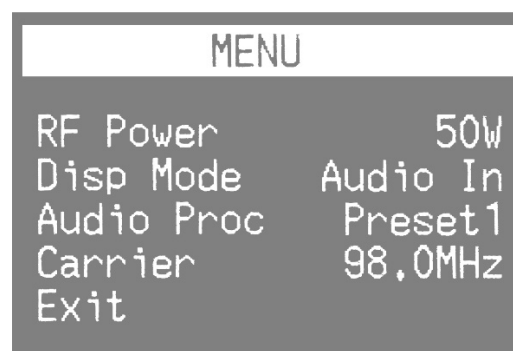 MENU
RF Power 50W
Disp Mode Audio In
Audio Proc Preset1
Carrier 98.0MHz
Exit